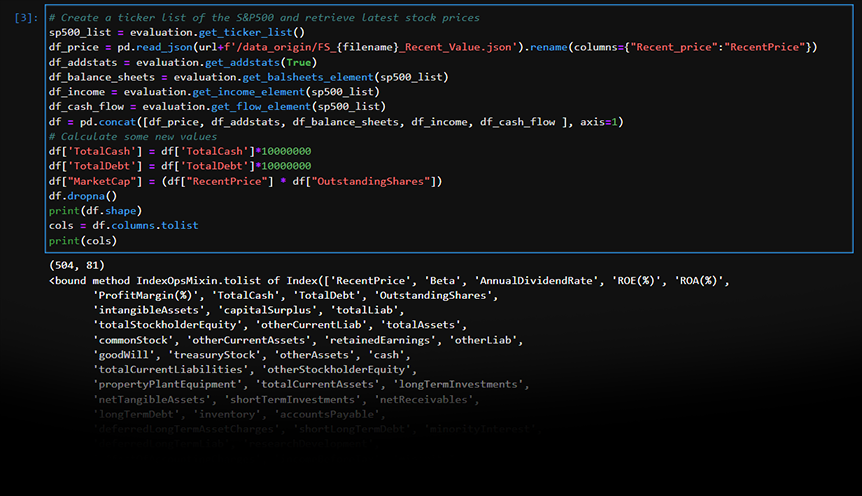 [3]: # Create a ticker list of the S&P500 and retrieve latest stock prices
sp500_list = evaluation.get_ticker_list()
df_price = pd.read_json(url+f'/data_origin/FS_{filename}_Recent_Value.json').rename(columns={"Recent_price":"RecentPrice"})
df_addstats = evaluation.get_addstats(True)
df_balance_sheets = evaluation.get_balsheets_element(sp500_list)
df_income = evaluation.get_income_element(sp500_list)
df_cash_flow = evaluation.get_flow_element(sp500_list)
df = pd.concat([df_price, df_addstats, df_balance_sheets, df_income, df_cash_flow ], axis=1)
# Calculate some new values
df['TotalCash'] = df['TotalCash']*10000000
df['TotalDebt'] = df['TotalDebt']*10000000
df["MarketCap"] = (df["RecentPrice"] * df["OutstandingShares"])
df.dropna()
print(df.shape)
cols = df.columns.tolist
print(cols)
(504, 81)
<bound method IndexOpsMixin.tolist of Index(['RecentPrice', 'Beta', 'AnnualDividendRate', 'ROE(%)', 'ROA(%)',
'ProfitMargin(%)', 'TotalCash', 'TotalDebt', 'OutstandingShares',
'intangibleAssets', 'capitalSurplus', 'totalLiab',
'totalStockholderEquity', 'otherCurrentLiab', 'totalAssets',
'commonStock', 'otherCurrentAssets', 'retainedEarnings', 'otherLiab',
'goodWill', 'treasuryStock', 'otherAssets', 'cash',
'totalCurrentLiabilities', 'otherStockholderEquity',
'propertyPlantEquipment', 'totalCurrentAssets', 'longTermInvestments',
'netTangibleAssets', 'shortTermInvestments', 'netReceivables',
'longTermDebt', 'inventory', 'accountsPayable',
'deferredLongTermAssetCharges', 'shortLongTermDebt', 'minorityInterest',